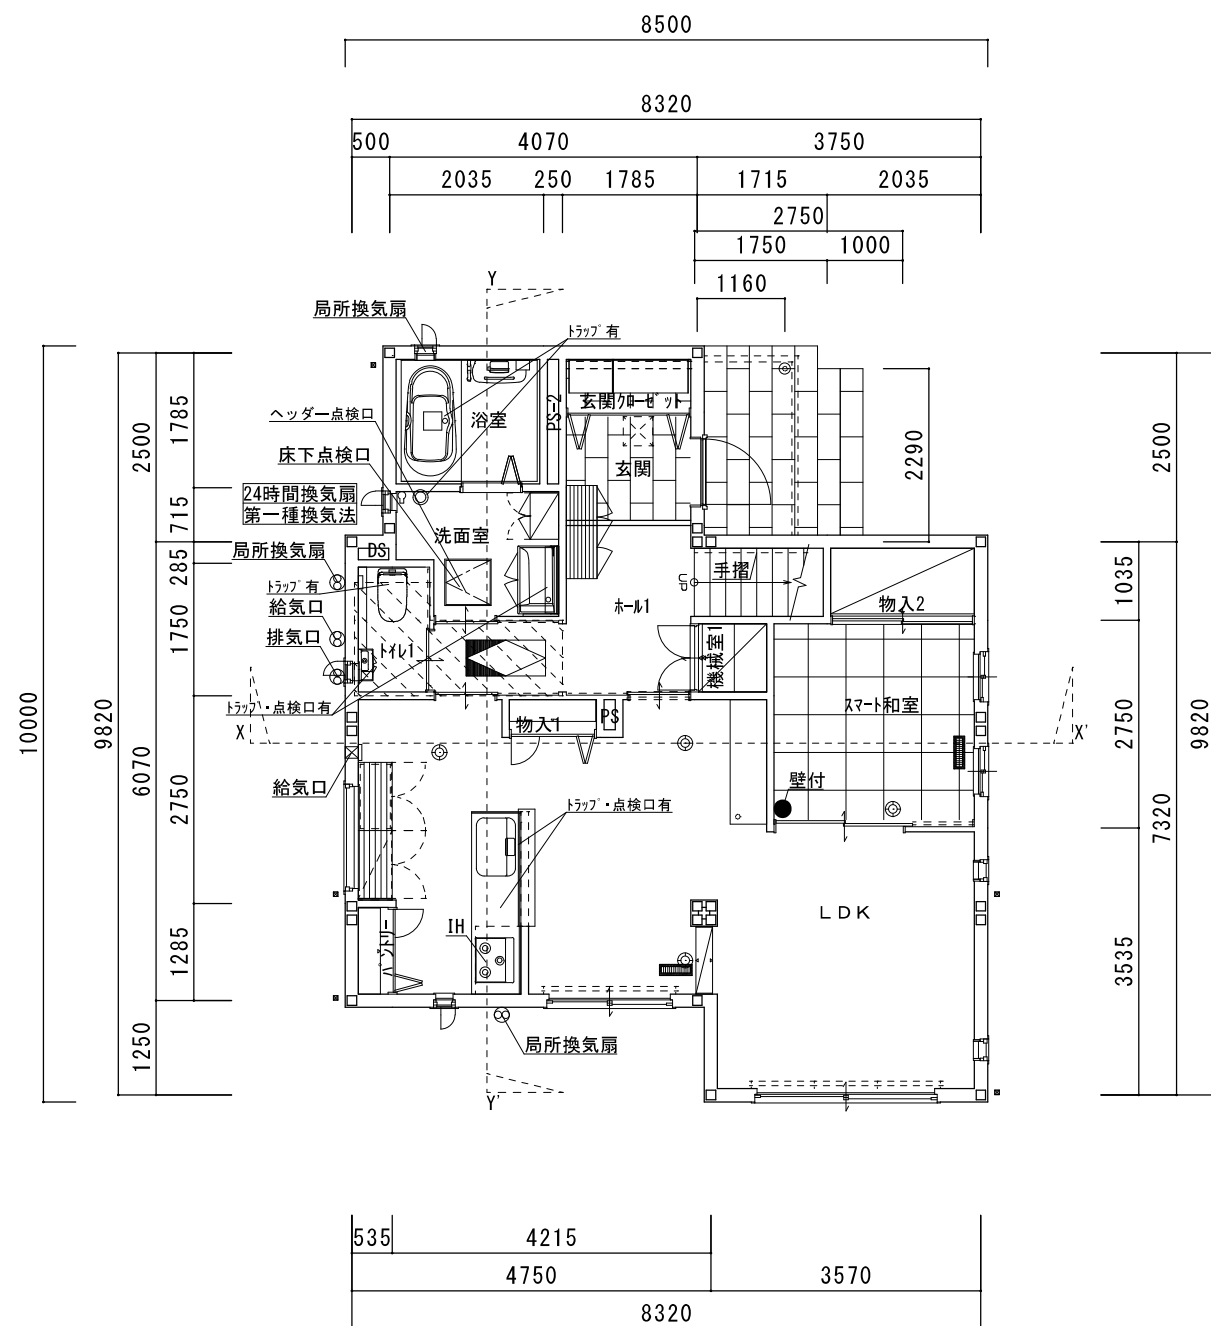 8500
8320
500 4070 3750
2035 250 1785 1715 2035
2750
1750 1000
1160
Y
局所換気扇
トラップ有
ヘッダー点検口
床下点検口
24時間換気扇
第一種換気法
局所換気扇
トラップ有
給気口
排気口
トラップ・点検口有
X
給気口
浴室
PS-2
玄関クローゼット
玄関
洗面室
DS
トイレ1
ホール1
UP
手摺
物入2
機械室1
スマート和室
X'
物入1
PS
壁付
トラップ・点検口有
LDK
IH
パントリー
局所換気扇
Y'
10000
9820
2500
6070
1250
1785
715
285
1750
2750
1285
2290
1035
2750
3535
2500
7320
9820
535 4215
4750 3570
8320